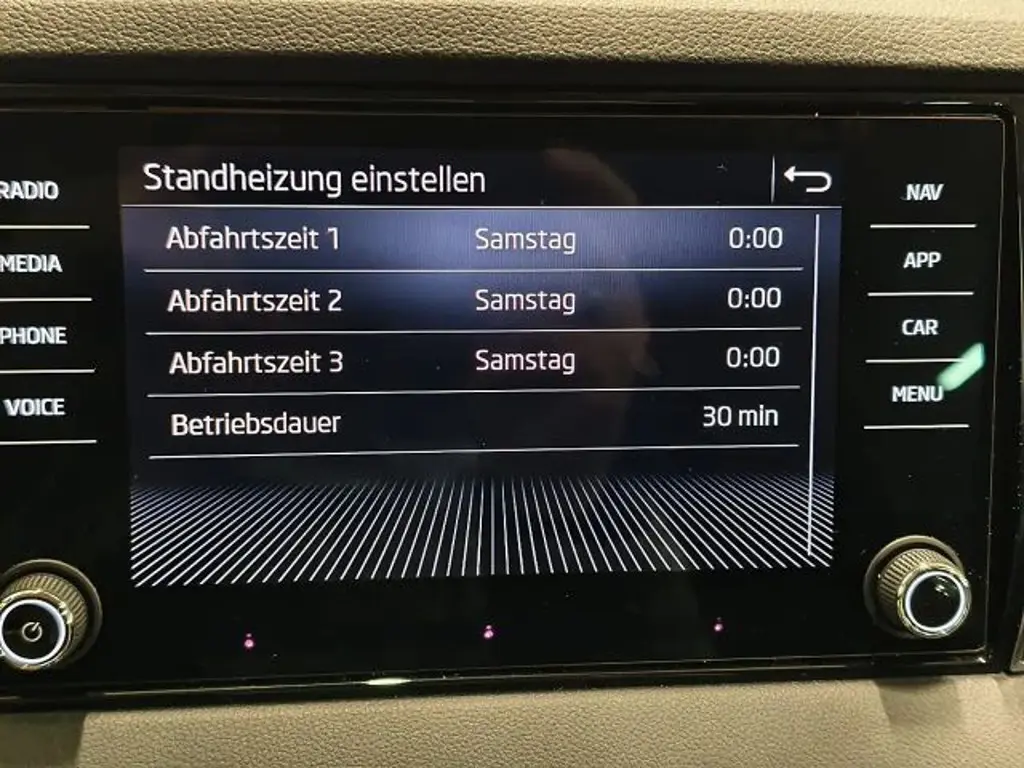 Standheizung einstellen
RADIO
MEDIA
PHONE
VOICE
Abfahrtszeit 1 Samstag 0:00
Abfahrtszeit 2 Samstag 0:00
Abfahrtszeit 3 Samstag 0:00
Betriebsdauer 30 min
NAV
APP
CAR
MENU